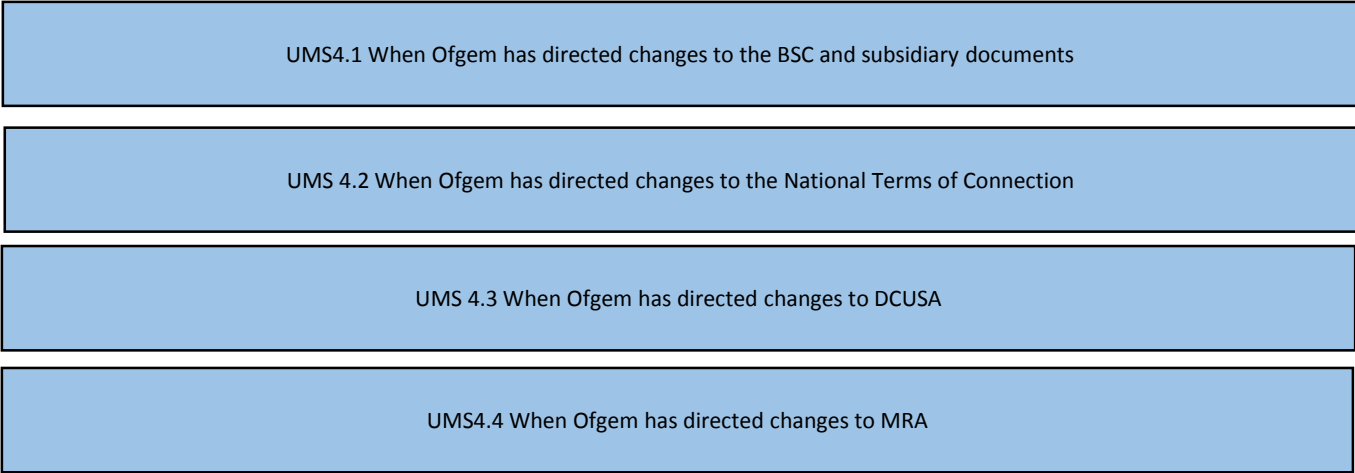 UMS4.1 When Ofgem has directed changes to the BSC and subsidiary documents
UMS 4.2 When Ofgem has directed changes to the National Terms of Connection
UMS 4.3 When Ofgem has directed changes to DCUSA
UMS4.4 When Ofgem has directed changes to MRA